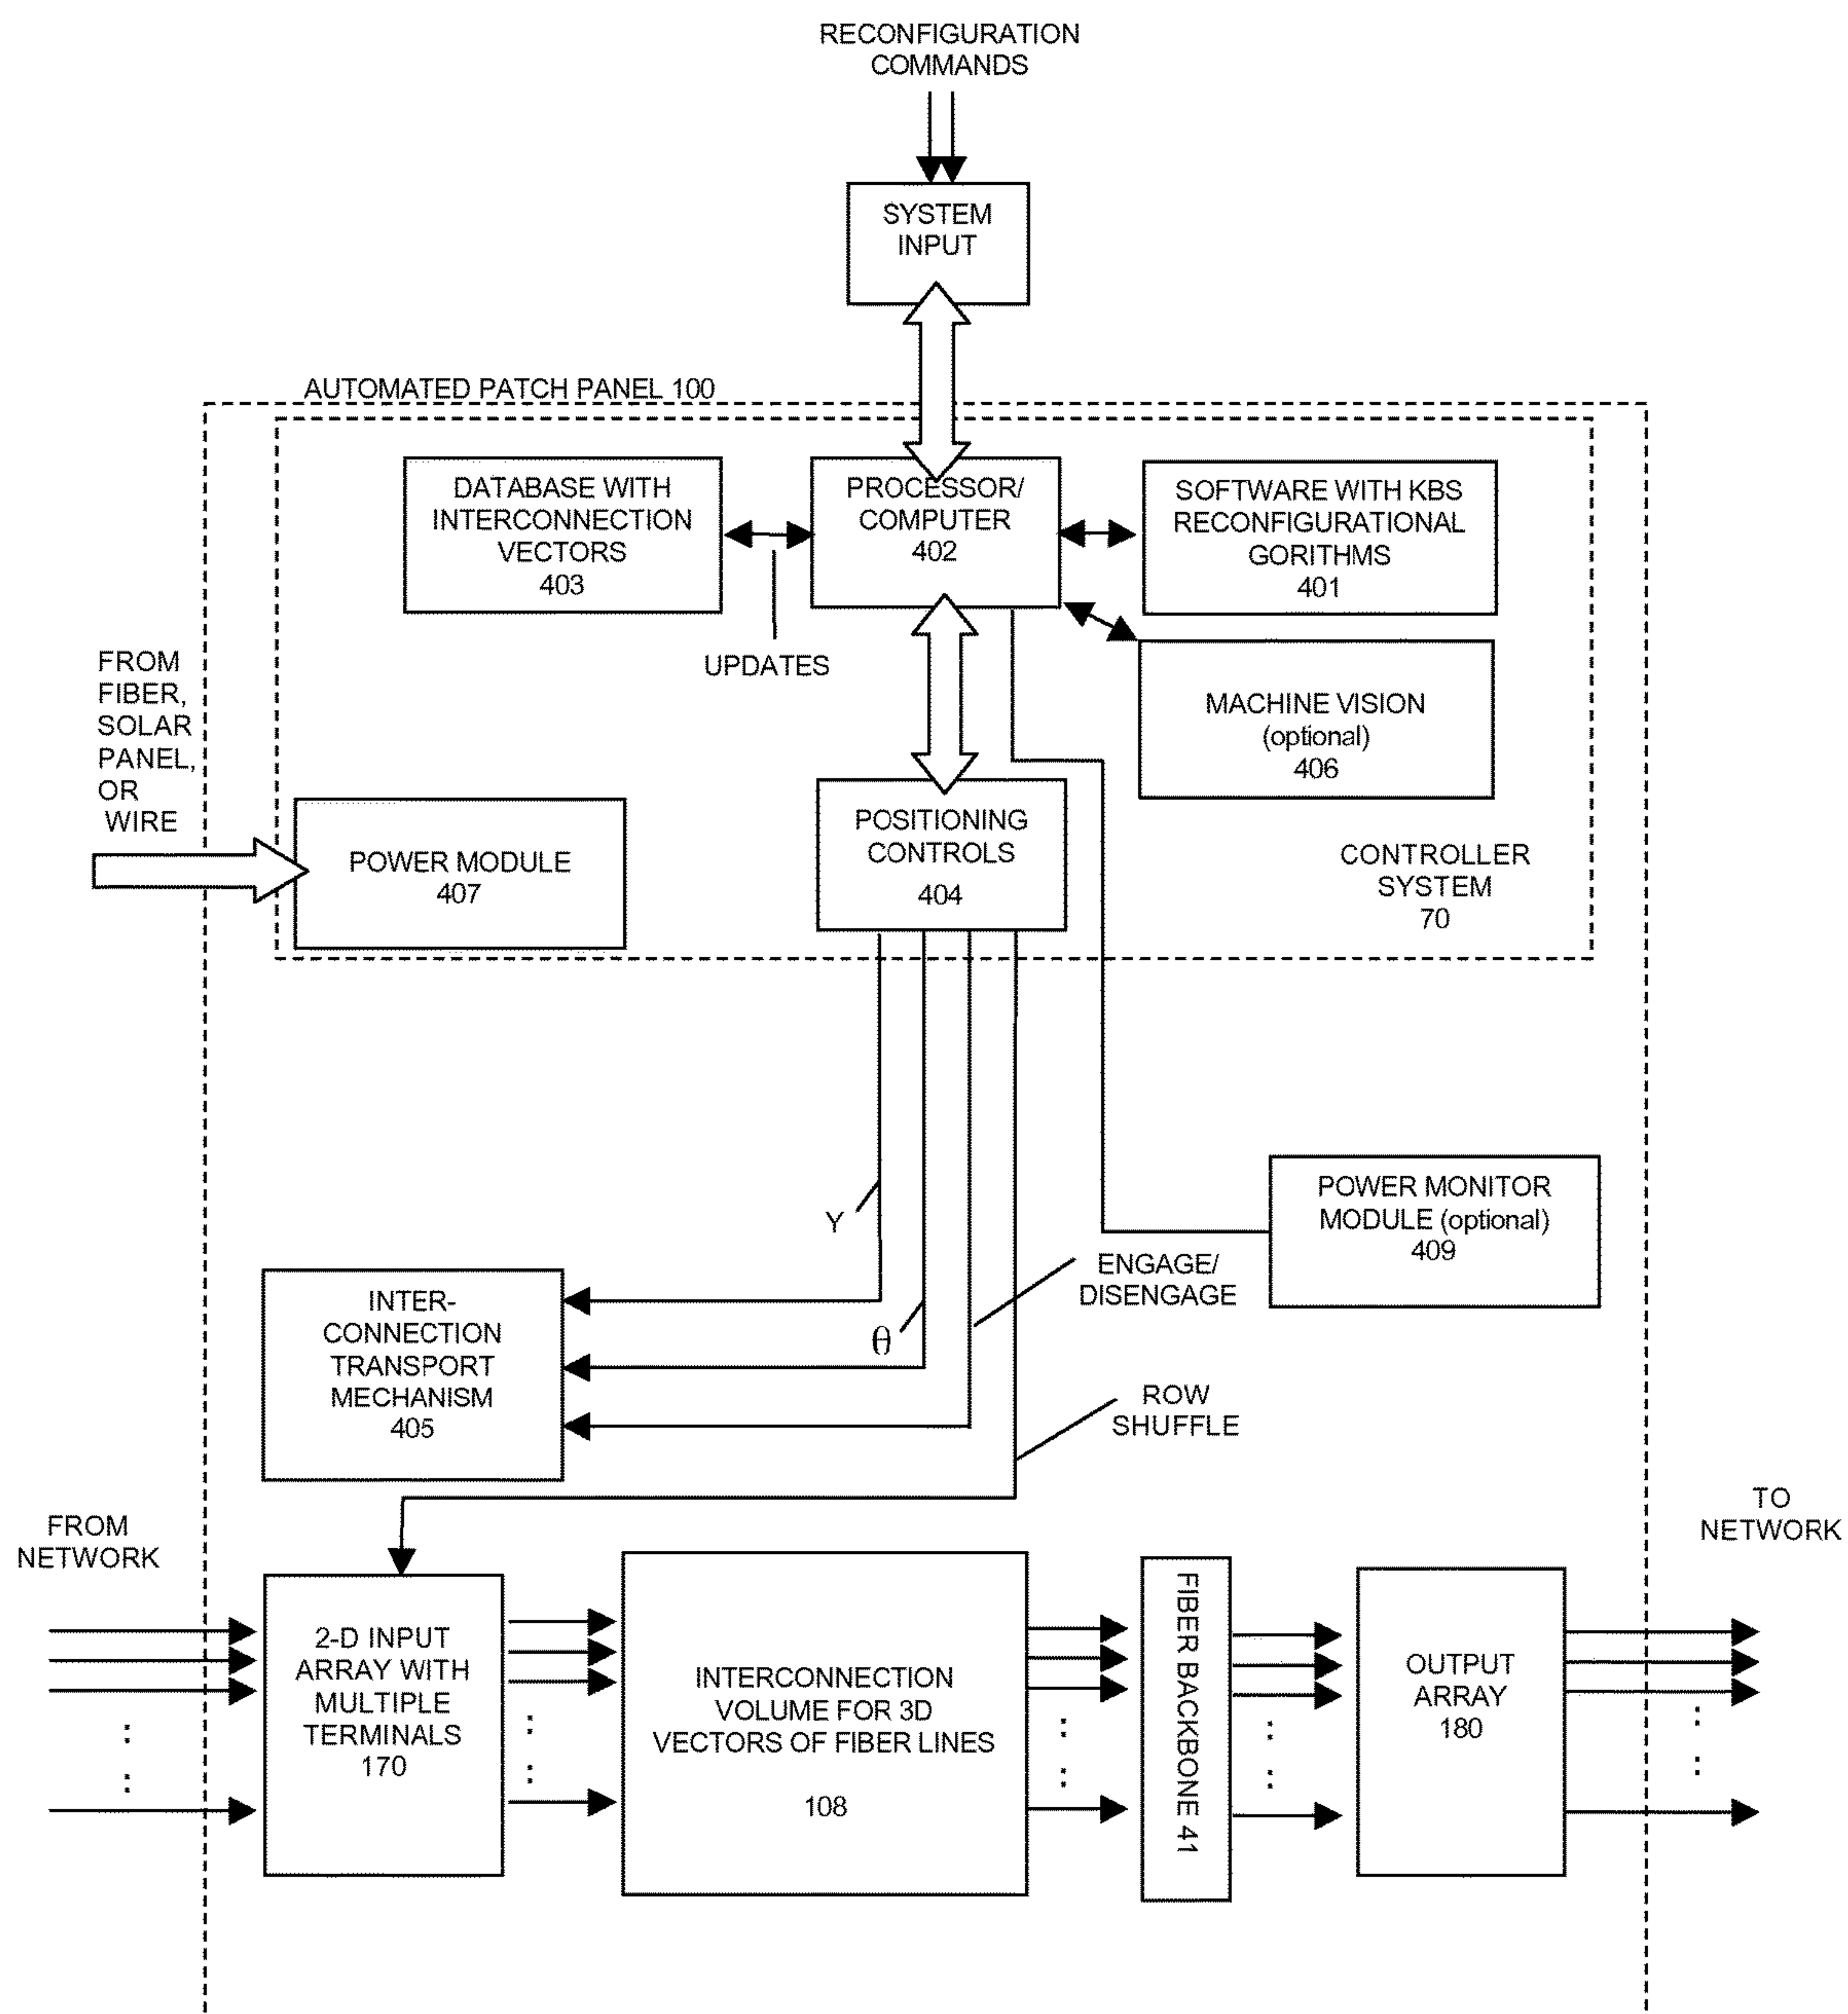 RECONFIGURATION
COMMANDS
SYSTEM
INPUT
AUTOMATED PATCH PANEL 100
DATABASE WITH
INTERCONNECTION
VECTORS
403
PROCESSOR/
COMPUTER
402
SOFTWARE WITH KBS
RECONFIGURATIONAL
GORITHMS
401
UPDATES
MACHINE VISION
(optional)
406
FROM
FIBER,
SOLAR
PANEL,
OR
WIRE
POWER MODULE
407
POSITIONING
CONTROLS
404
CONTROLLER
SYSTEM
70
Y
θ
ENGAGE/
DISENGAGE
POWER MONITOR
MODULE (optional)
409
INTER-
CONNECTION
TRANSPORT
MECHANISM
405
ROW
SHUFFLE
FROM
NETWORK
TO
NETWORK
2-D INPUT
ARRAY WITH
MULTIPLE
TERMINALS
170
INTERCONNECTION
VOLUME FOR 3D
VECTORS OF FIBER LINES
108
FIBER BACKBONE 41
OUTPUT
ARRAY
180